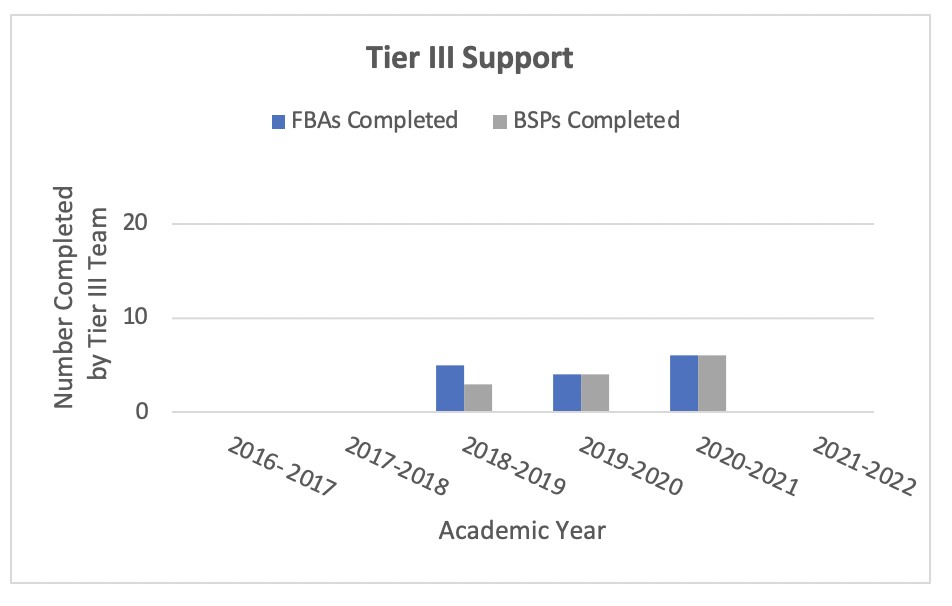 Tier III Support
FBAs Completed
BSPs Completed
Number Completed
by Tier III Team
20
10
0
2016- 2017
2017-2018
2018-2019
2019-2020
2020-2021
2021-2022
Academic Year